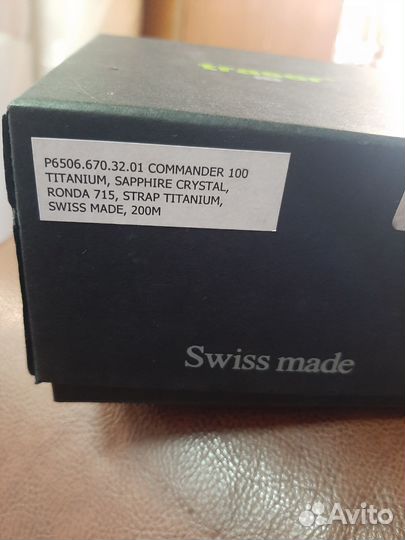 traser
P6506.670.32.01 COMMANDER 100
TITANIUM, SAPPHIRE CRYSTAL,
RONDA 715, STRAP TITANIUM,
SWISS MADE, 200M
Swiss made
Avito